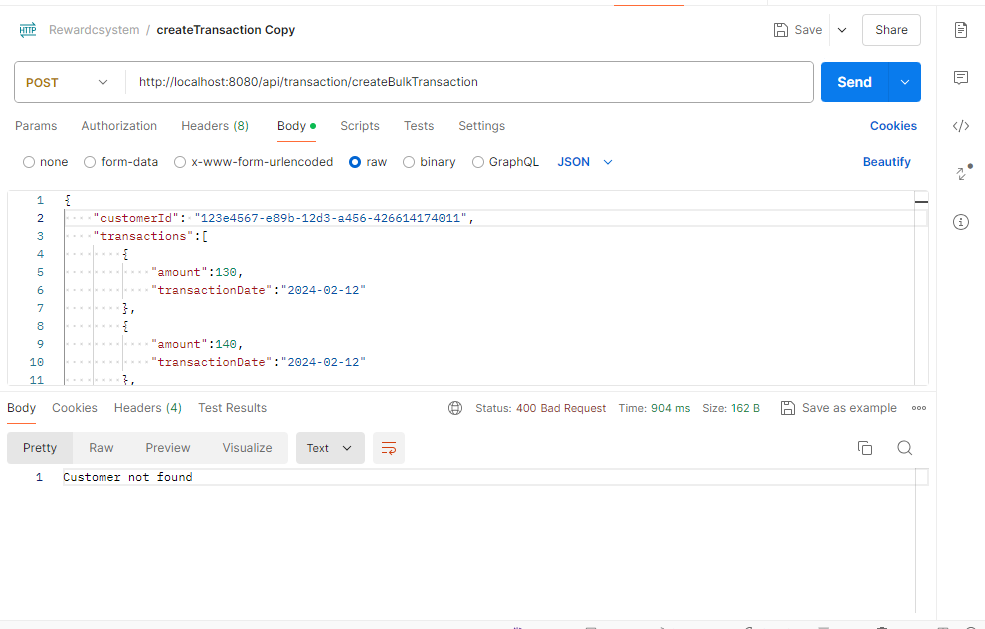 HTTP Rewardcsystem / createTransaction Copy Save Share
POST http://localhost:8080/api/transaction/createBulkTransaction Send
Params Authorization Headers (8) Body Scripts Tests Settings Cookies
none form-data x-www-form-urlencoded raw binary GraphQL JSON Beautify
1 {
2 "customerId": "123e4567-e89b-12d3-a456-426614174011",
3 "transactions":[
4 {
5 "amount":130,
6 "transactionDate":"2024-02-12"
7 },
8 {
9 "amount":140,
10 "transactionDate":"2024-02-12"
11 },
Body Cookies Headers (4) Test Results Status: 400 Bad Request Time: 904 ms Size: 162 B Save as example
Pretty Raw Preview Visualize Text
1 Customer not found